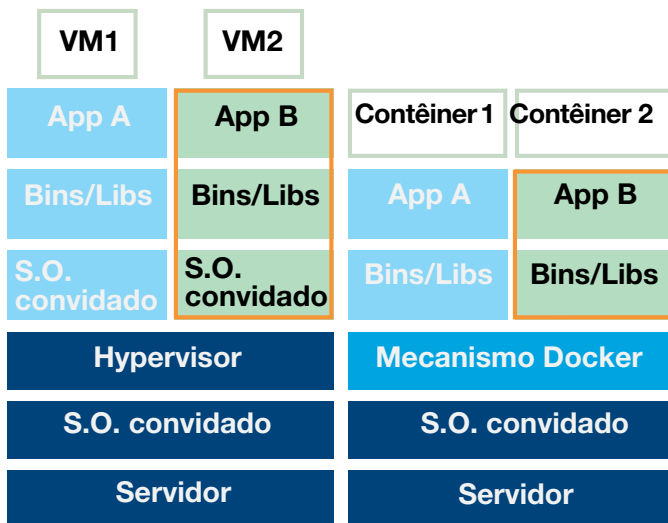 VM1
VM2
App A
App B
Bins/Libs
Bins/Libs
S.O.
convidado
S.O.
convidado
Hypervisor
S.O. convidado
Servidor
Contêiner 1
Contêiner 2
App A
App B
Bins/Libs
Bins/Libs
Mecanismo Docker
S.O. convidado
Servidor